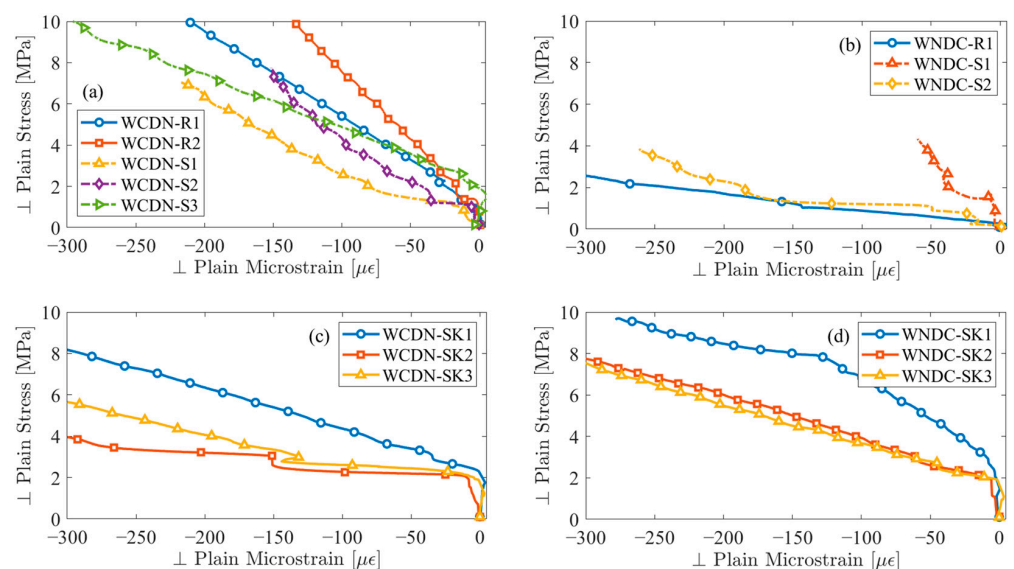 ⊥ Plain Stress [MPa]
10
8
6
4
2
0
(a)
WCDN-R1
WCDN-R2
WCDN-S1
WCDN-S2
WCDN-S3
−300 −250 −200 −150 −100 −50 0
⊥ Plain Microstrain [με]
⊥ Plain Stress [MPa]
10
8
6
4
2
0
(b)
WNDC-R1
WNDC-S1
WNDC-S2
−300 −250 −200 −150 −100 −50 0
⊥ Plain Microstrain [με]
⊥ Plain Stress [MPa]
10
8
6
4
2
0
(c)
WCDN-SK1
WCDN-SK2
WCDN-SK3
−300 −250 −200 −150 −100 −50 0
⊥ Plain Microstrain [με]
⊥ Plain Stress [MPa]
10
8
6
4
2
0
(d)
WNDC-SK1
WNDC-SK2
WNDC-SK3
−300 −250 −200 −150 −100 −50 0
⊥ Plain Microstrain [με]